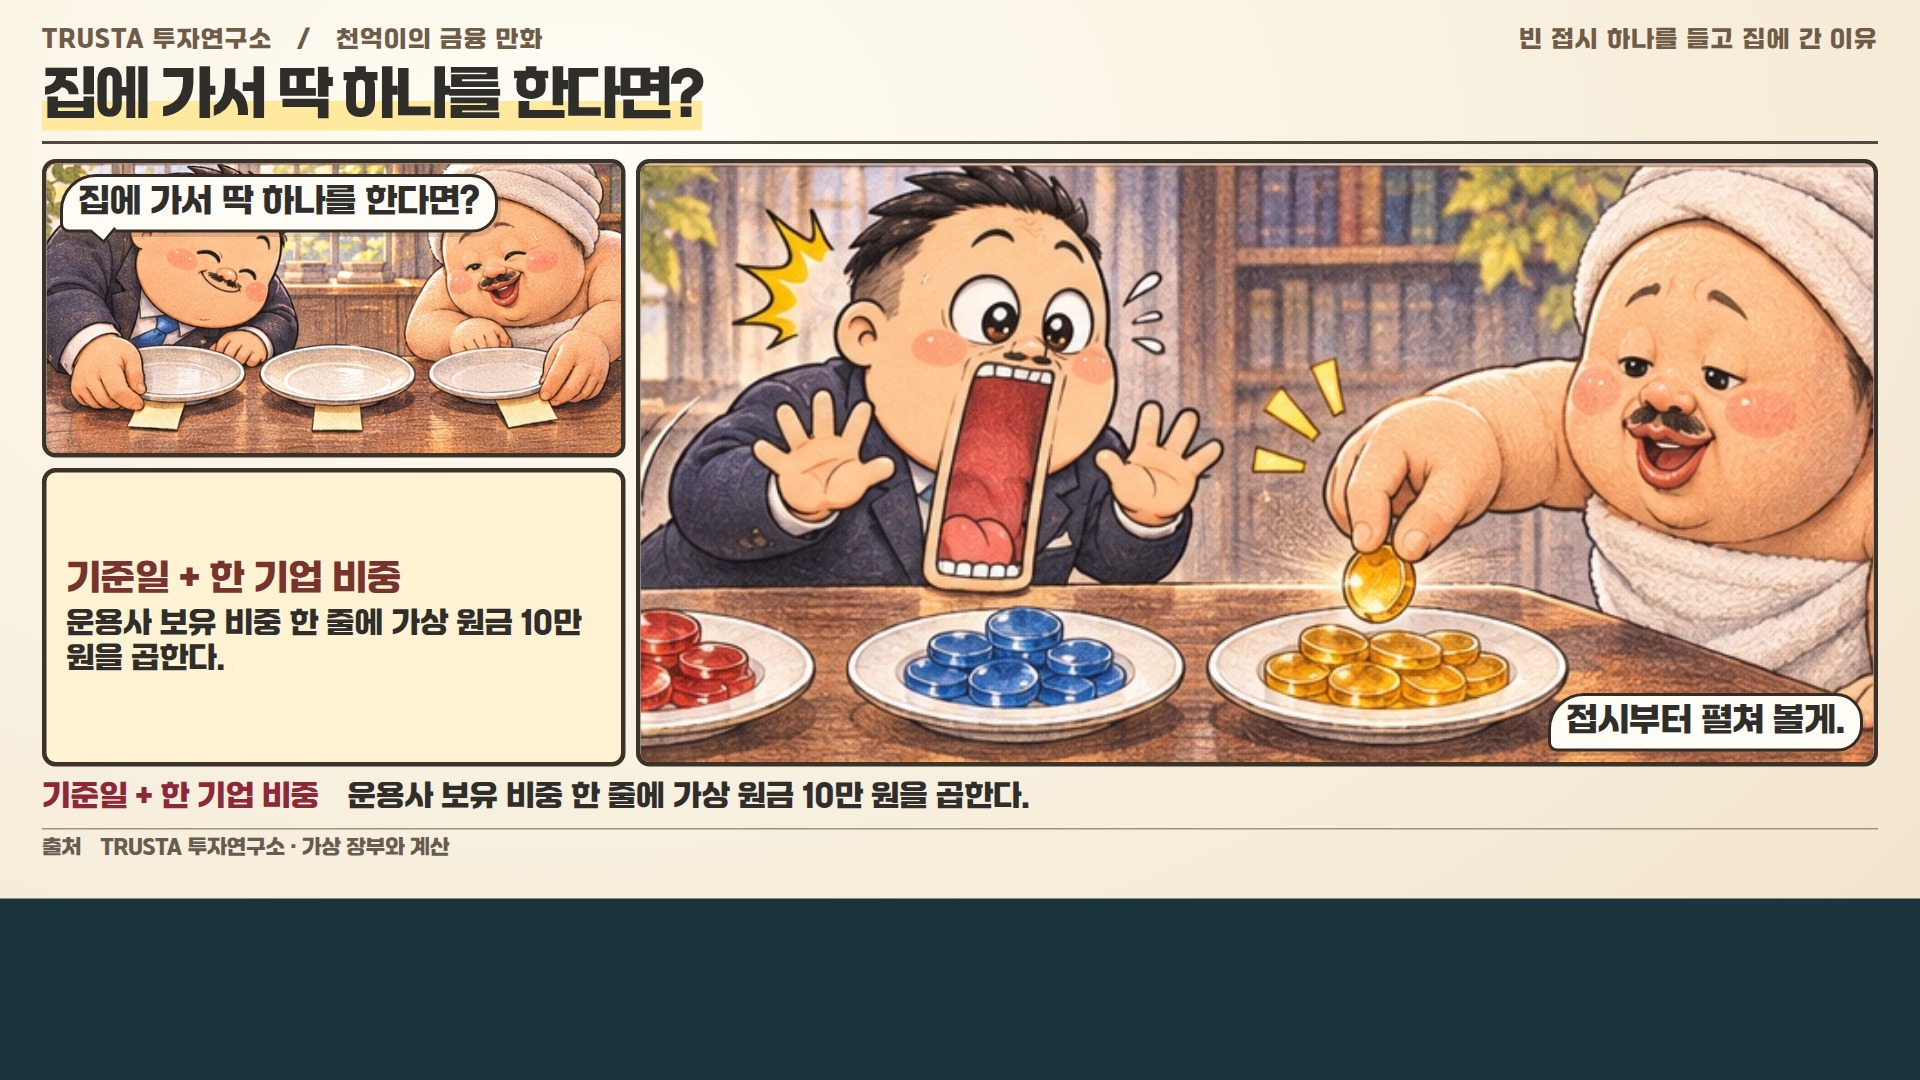 TRUSTA 투자연구소 / 천억이의 금융 만화
빈 접시 하나를 들고 집에 간 이유
집에 가서 딱 하나를 한다면?
집에 가서 딱 하나를 한다면?
기준일 + 한 기업 비중
운용사 보유 비중 한 줄에 가상 원금 10만
원을 곱한다.
접시부터 펼쳐 볼게.
기준일 + 한 기업 비중 운용사 보유 비중 한 줄에 가상 원금 10만 원을 곱한다.
출처 TRUSTA 투자연구소 · 가상 장부와 계산